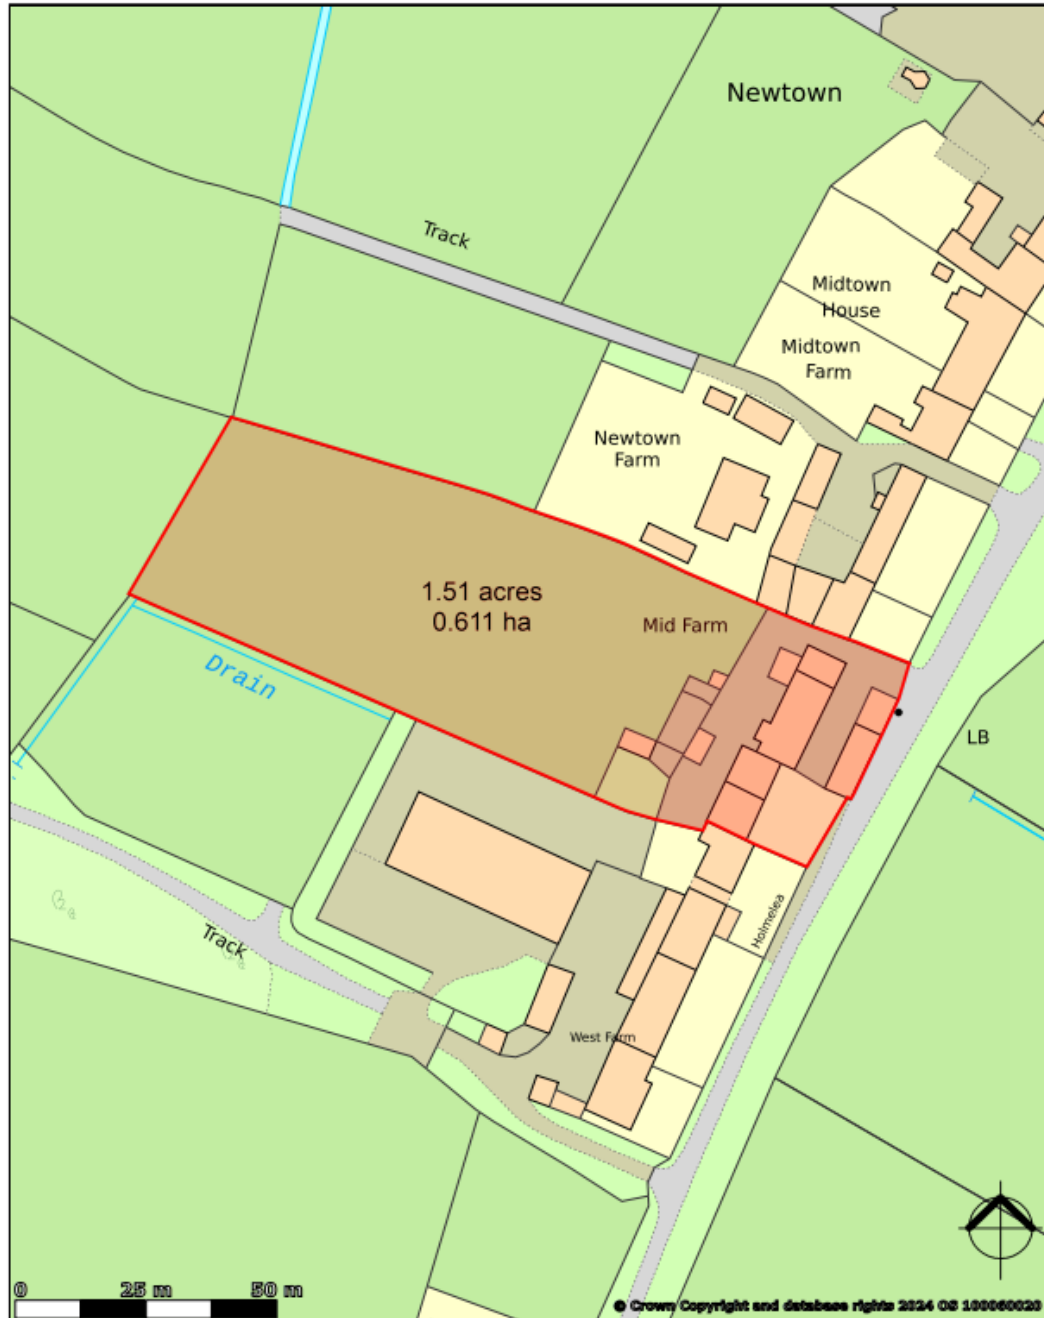 Newtown
Track
Midtown
House
Midtown
Farm
Newtown
Farm
1.51 acres
0.611 ha
Mid Farm
Drain
LB
Holmelea
Track
West Farm
0 25 m 50 m
© Crown Copyright and database rights 2024 OS 100060020